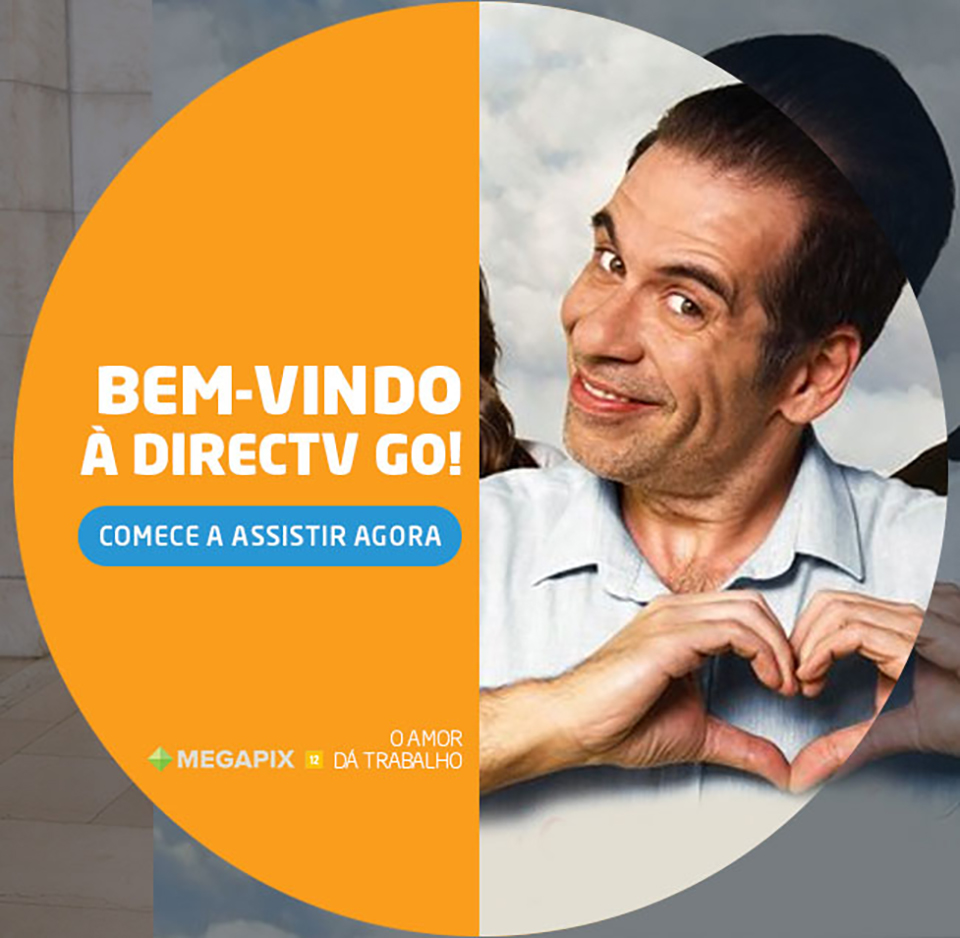 BEM-VINDO
À DIRECTV GO!
COMECE A ASSISTIR AGORA
O AMOR
MEGAPIX 12 DÁ TRABALHO